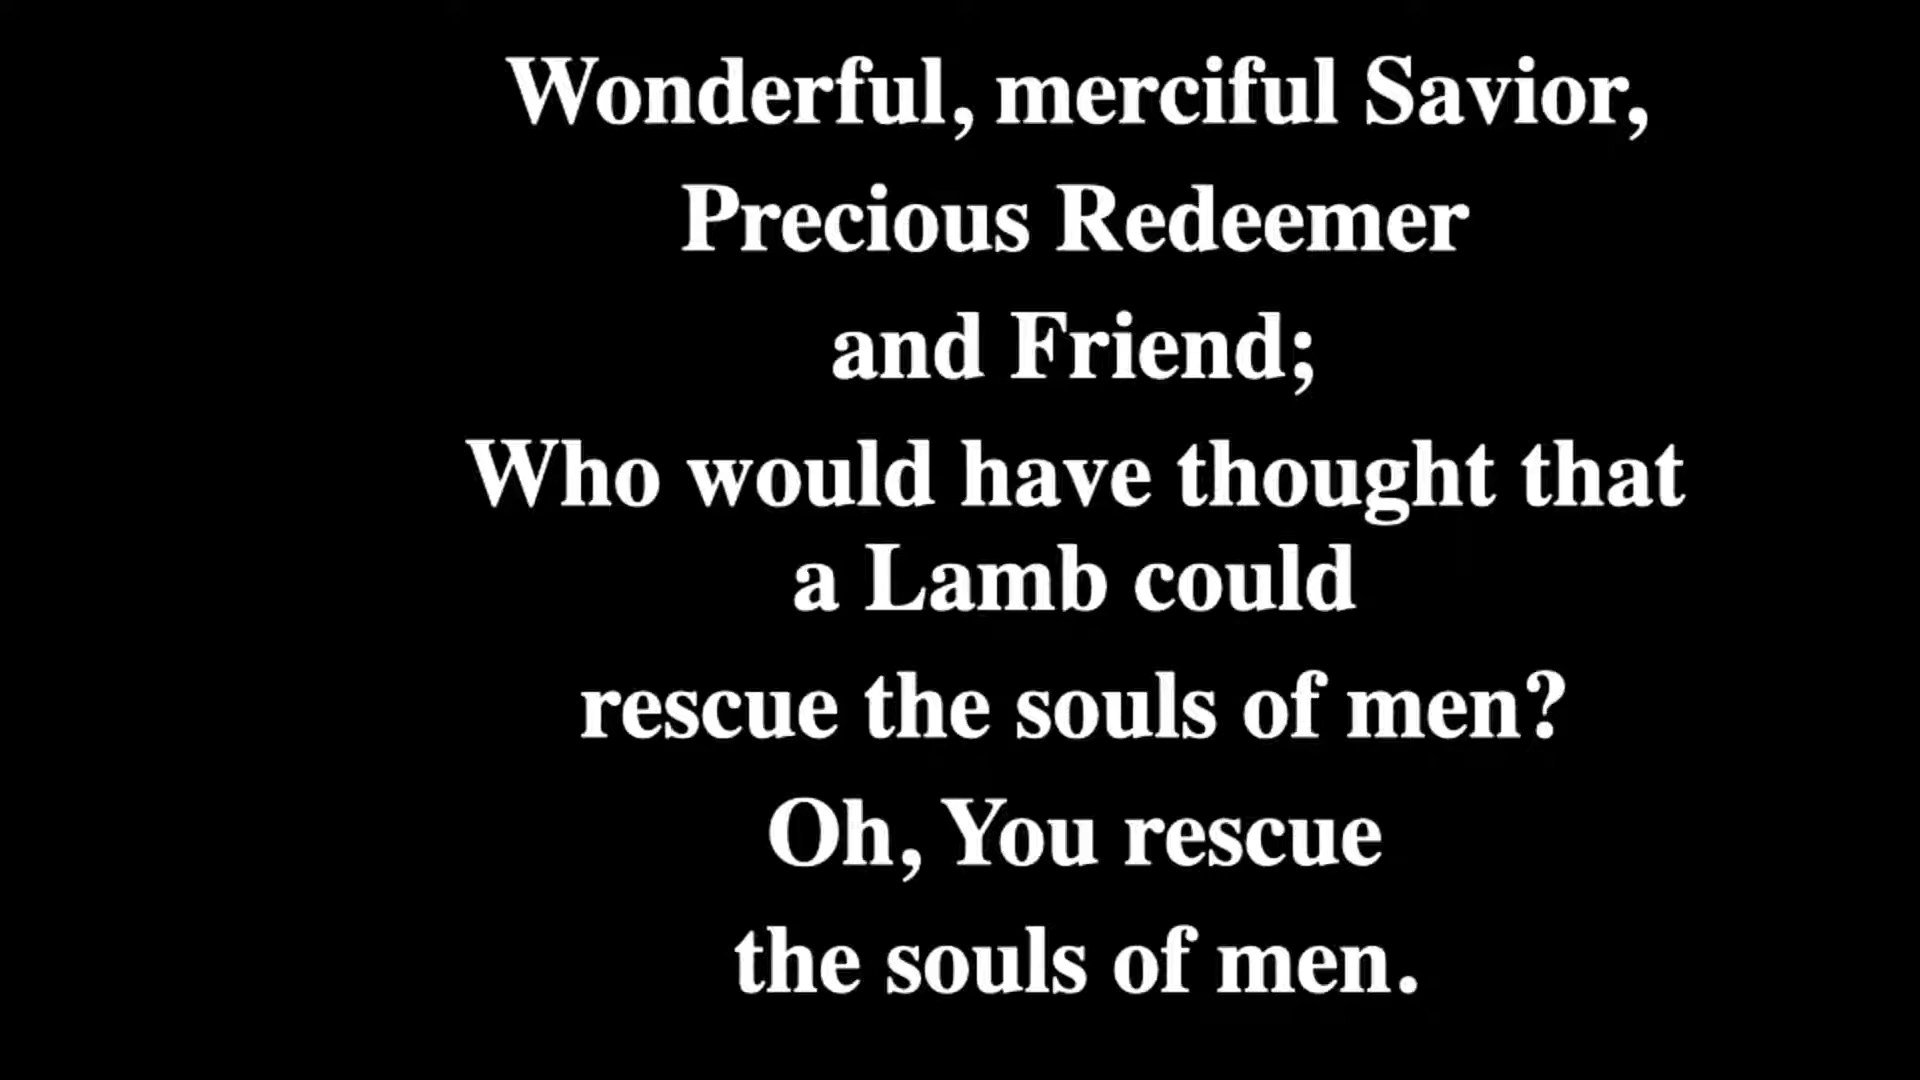 Wonderful, merciful Savior,
Precious Redeemer
and Friend;
Who would have thought that
a Lamb could
rescue the souls of men?
Oh, You rescue
the souls of men.